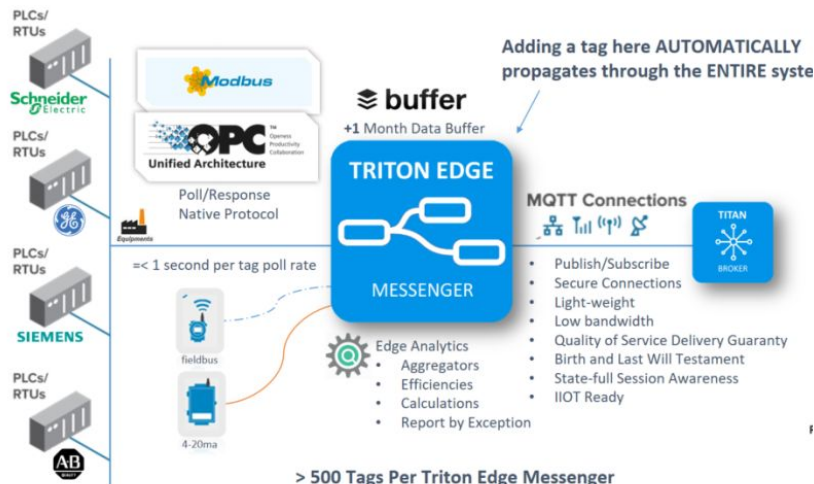 PLCs/
RTUs
Schneider
Electric
PLCs/
RTUs
GE
PLCs/
RTUs
SIEMENS
PLCs/
RTUs
A·B
QUALITY
Modbus
OPC™
Openess
Productivity
Collaboration
Unified Architecture
Poll/Response
Native Protocol
Equipments
=< 1 second per tag poll rate
fieldbus
4-20ma
buffer
+1 Month Data Buffer
TRITON EDGE
MESSENGER
Edge Analytics
• Aggregators
• Efficiencies
• Calculations
• Report by Exception
> 500 Tags Per Triton Edge Messenger
Adding a tag here AUTOMATICALLY
propagates through the ENTIRE syste
MQTT Connections
• Publish/Subscribe
• Secure Connections
• Light-weight
• Low bandwidth
• Quality of Service Delivery Guaranty
• Birth and Last Will Testament
• State-full Session Awareness
• IIOT Ready
TITAN
BROKER